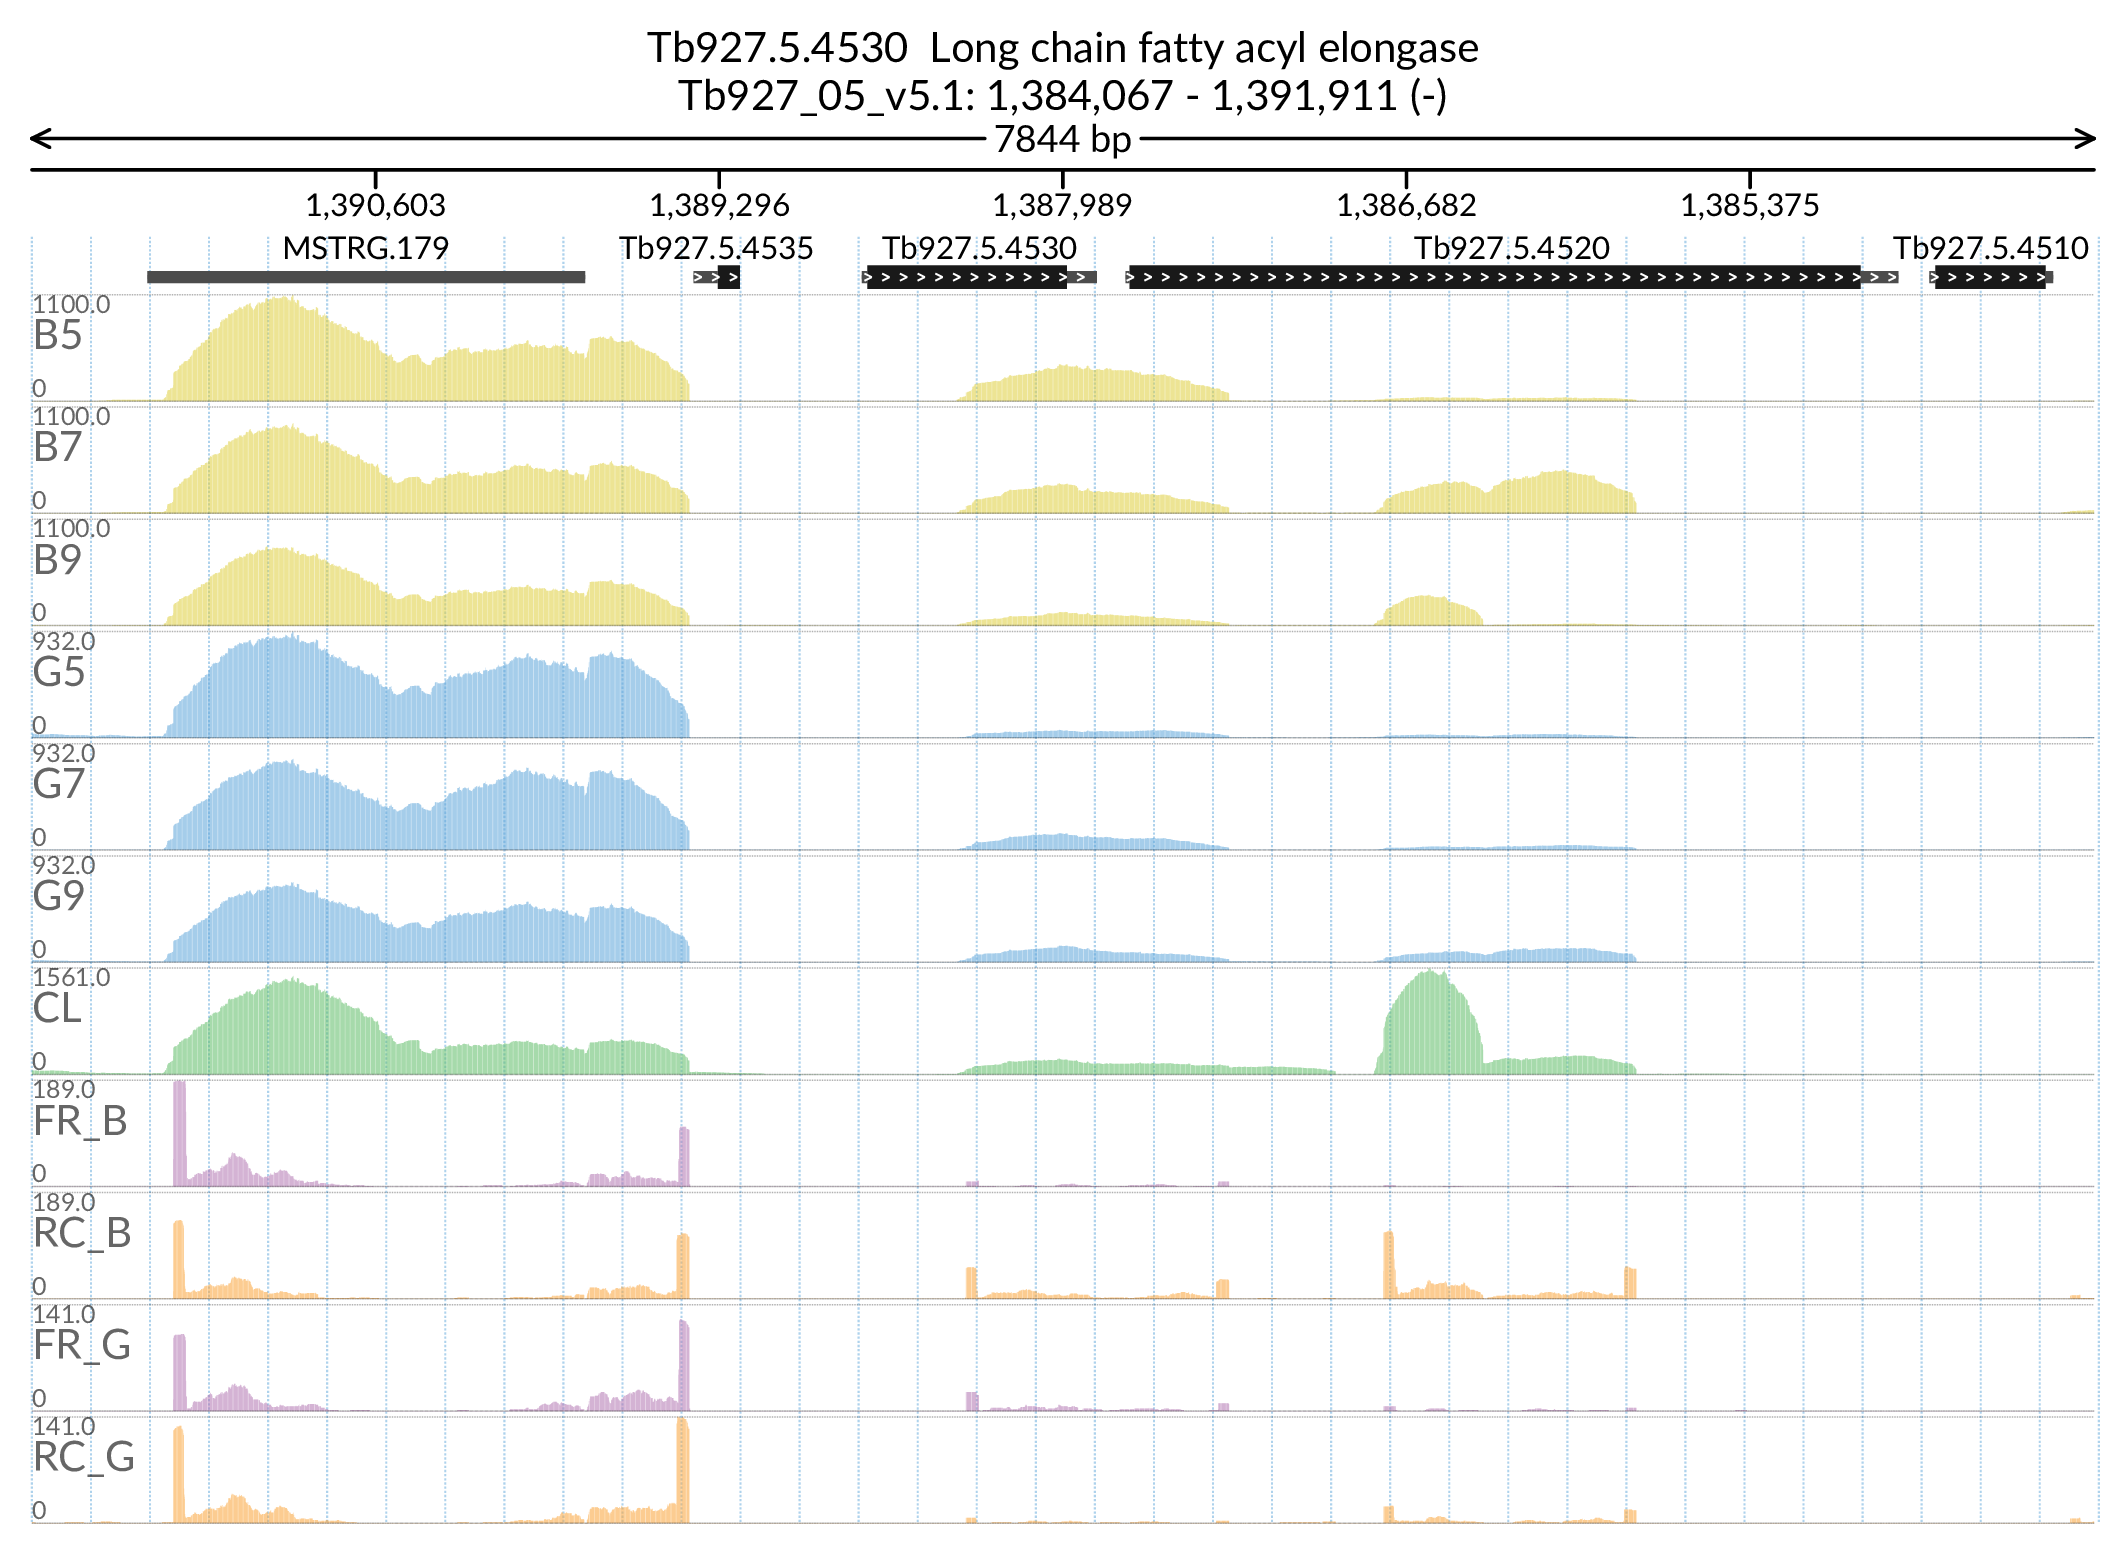 Tb927.5.4530  Long chain fatty acyl elongase
Tb927_05_v5.1: 1,384,067 - 1,391,911 (-)
7844 bp
1,390,603 1,389,296 1,387,989 1,386,682 1,385,375
MSTRG.179 Tb927.5.4535 Tb927.5.4530 Tb927.5.4520 Tb927.5.4510
1100.0
B5
0
1100.0
B7
0
1100.0
B9
0
932.0
G5
0
932.0
G7
0
932.0
G9
0
1561.0
CL
0
189.0
FR_B
0
189.0
RC_B
0
141.0
FR_G
0
141.0
RC_G
0